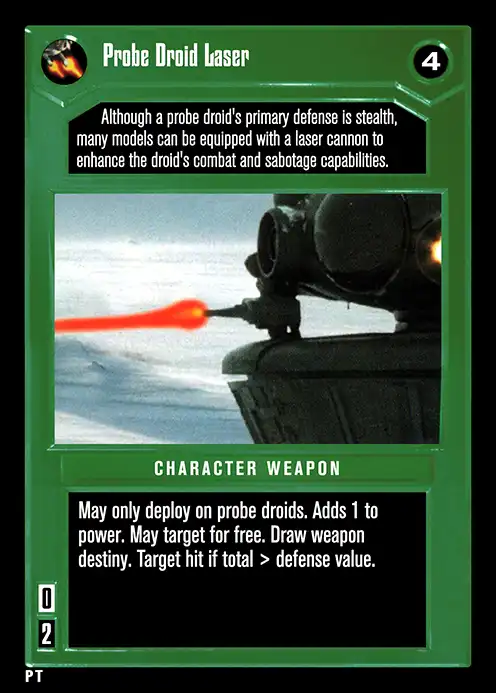 Probe Droid Laser
4
Although a probe droid's primary defense is stealth,
many models can be equipped with a laser cannon to
enhance the droid's combat and sabotage capabilities.
CHARACTER WEAPON
May only deploy on probe droids. Adds 1 to
power. May target for free. Draw weapon
destiny. Target hit if total > defense value.
0
2
PT